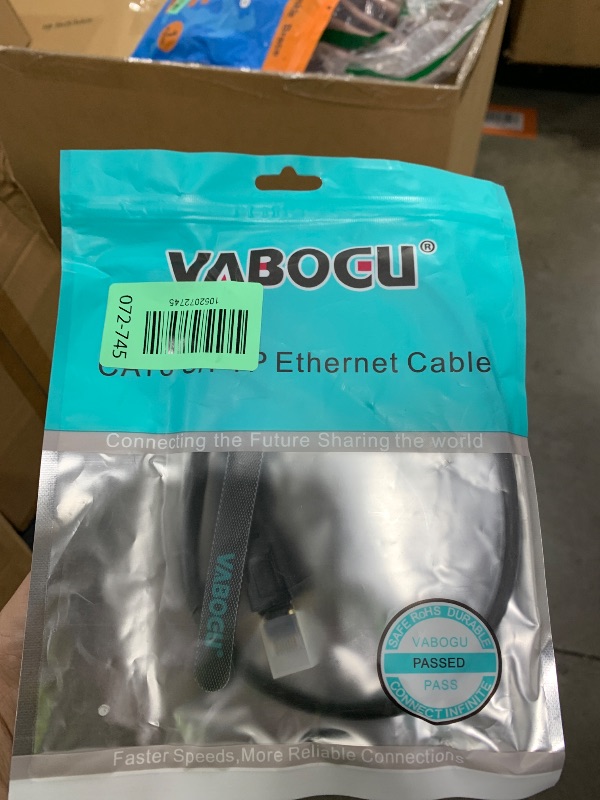 VABOGU®
1052072745
072-745
Ethernet Cable
Connecting the Future Sharing the world
VABOGU
SAFE RoHS DURABLE
VABOGU
PASSED
PASS
CONNECT INFINITE
Faster Speeds,More Reliable Connections